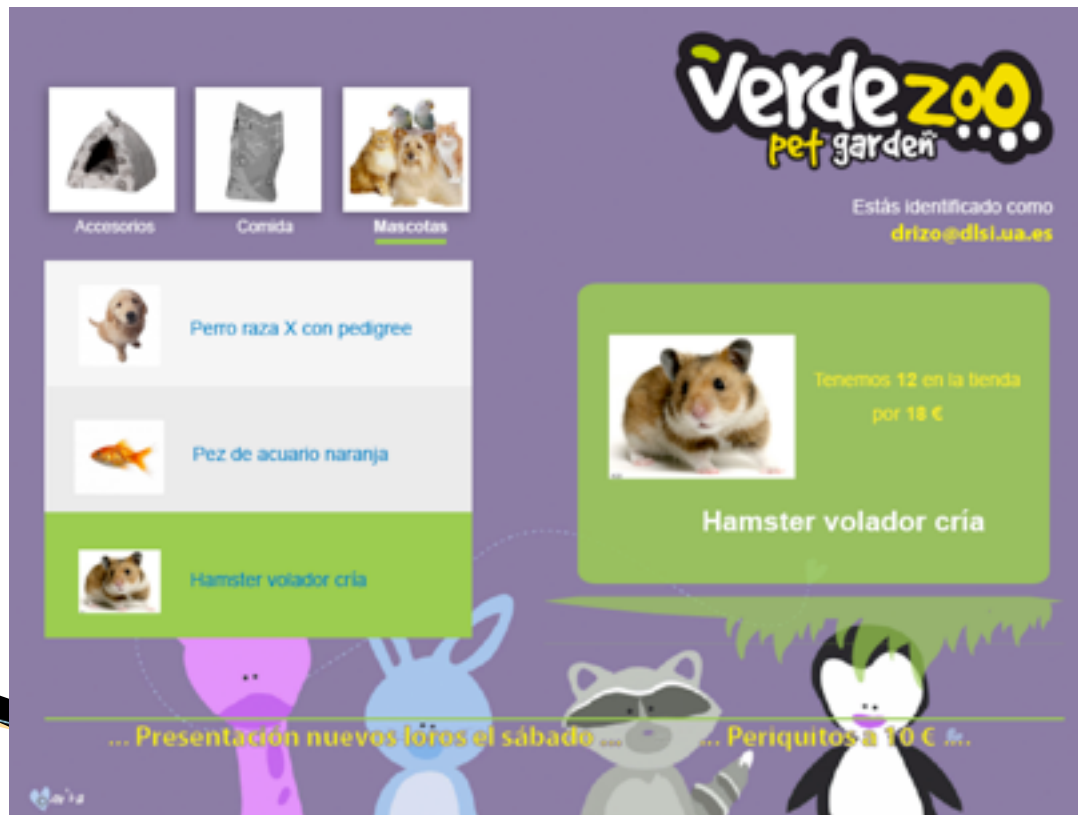 verdezoo
pet garden
Accesorios
Comida
Mascotas
Estás identificado como
drizo@dlsi.ua.es
Perro raza X con pedigree
Pez de acuario naranja
Hamster volador cría
Tenemos 12 en la tienda
por 18 €
Hamster volador cría
... Presentación nuevos loros el sábado ... ... Periquitos a 10 € ...